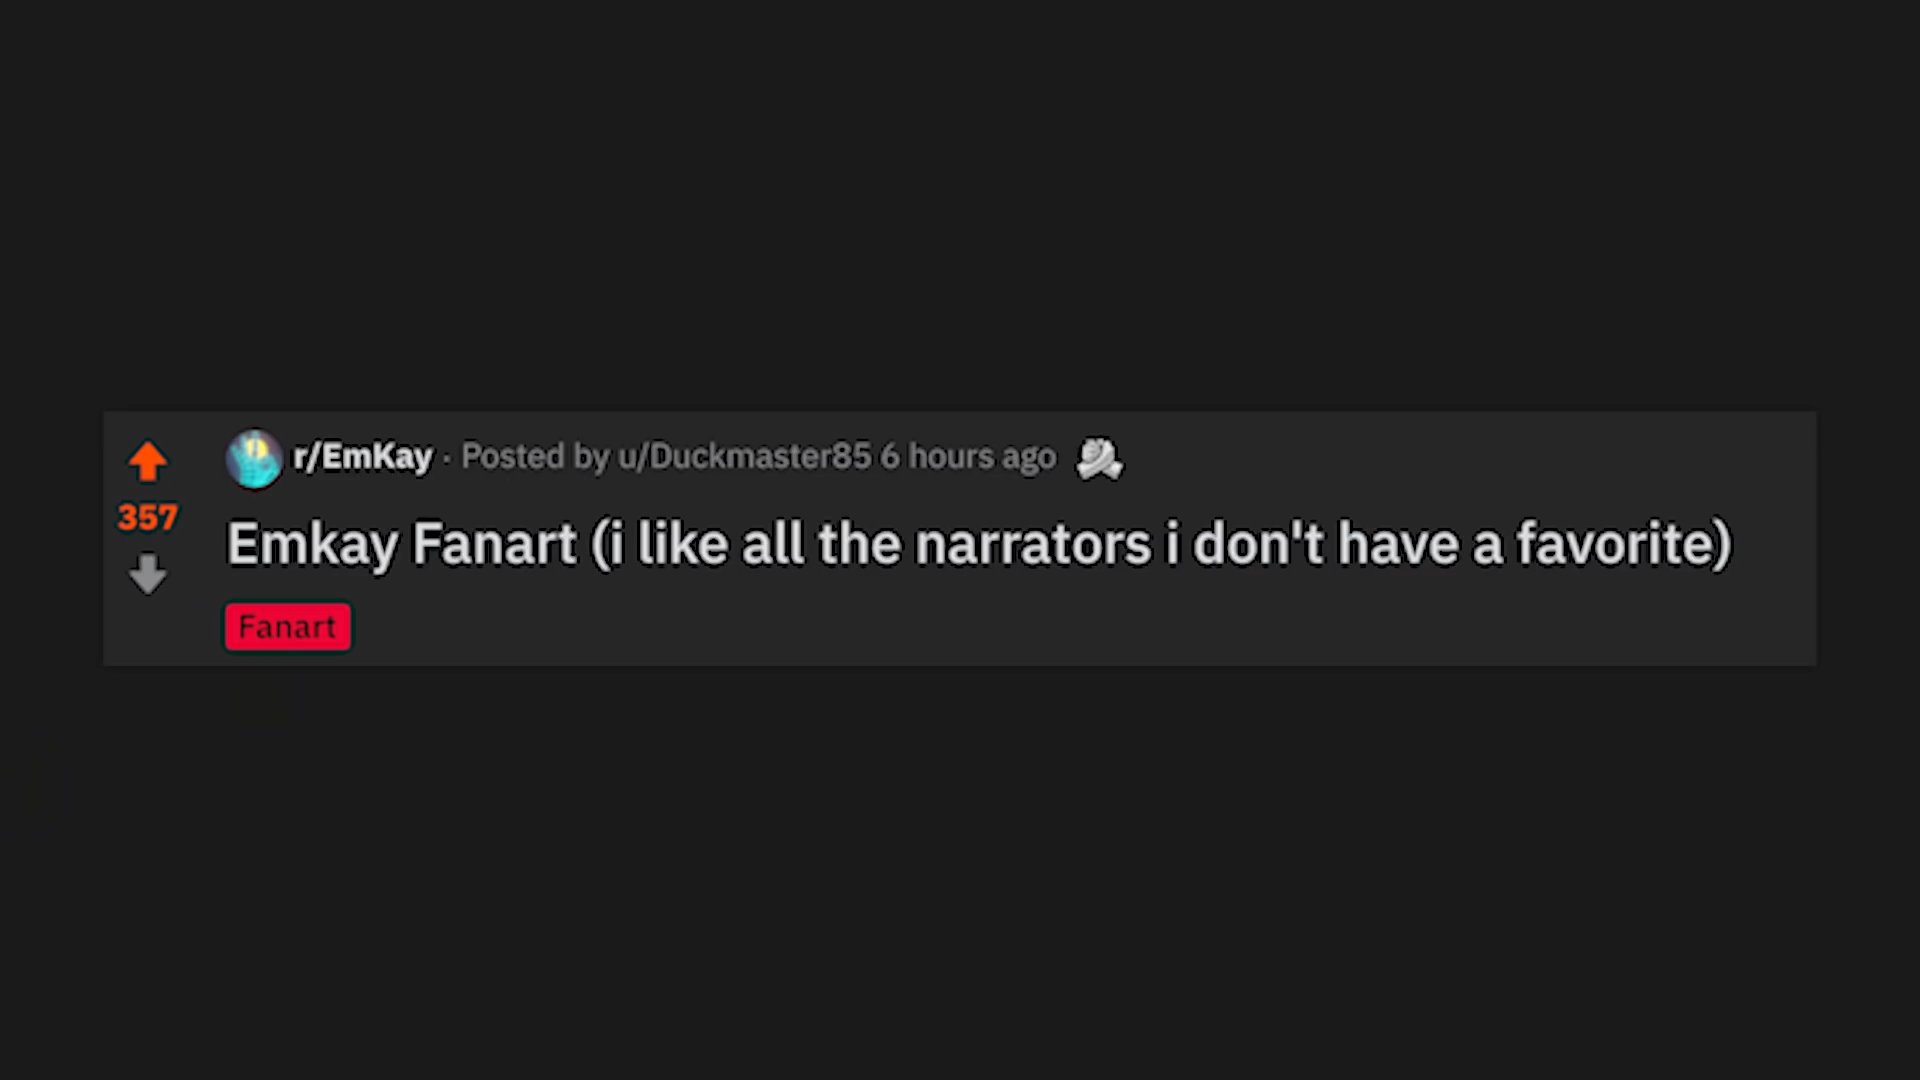 r/EmKay · Posted by u/Duckmaster85 6 hours ago
357
Emkay Fanart (i like all the narrators i don't have a favorite)
Fanart